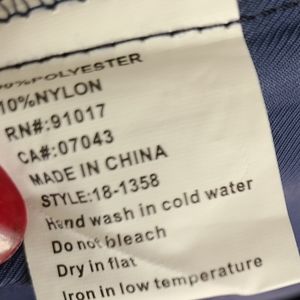 POLYESTER
10%NYLON
RN#:91017
CA#:07043
MADE IN CHINA
STYLE:18-1358
Hand wash in cold water
Do not bleach
Dry in flat
Iron in low temperature